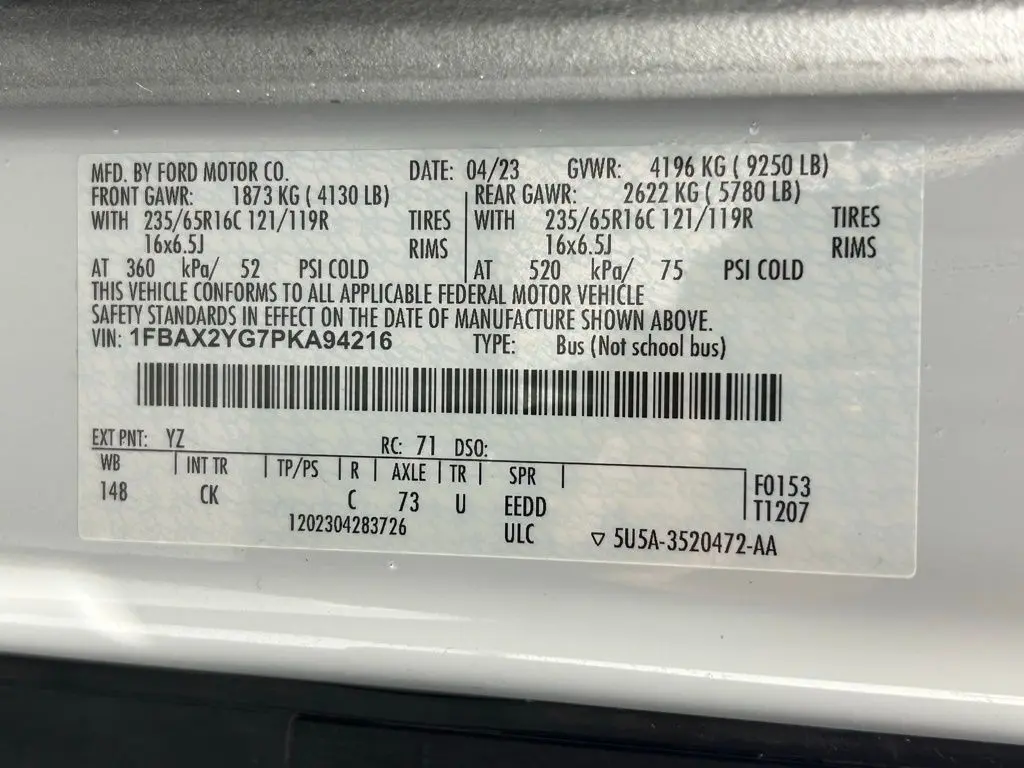 MFD. BY FORD MOTOR CO. DATE: 04/23 GVWR: 4196 KG ( 9250 LB)
FRONT GAWR: 1873 KG ( 4130 LB) REAR GAWR: 2622 KG ( 5780 LB)
WITH 235/65R16C 121/119R TIRES WITH 235/65R16C 121/119R TIRES
16x6.5J RIMS 16x6.5J RIMS
AT 360 kPa/ 52 PSI COLD AT 520 kPa/ 75 PSI COLD
THIS VEHICLE CONFORMS TO ALL APPLICABLE FEDERAL MOTOR VEHICLE
SAFETY STANDARDS IN EFFECT ON THE DATE OF MANUFACTURE SHOWN ABOVE.
VIN: 1FBAX2YG7PKA94216 TYPE: Bus (Not school bus)
EXT PNT: YZ RC: 71 DSO:
WB INT TR TP/PS R AXLE TR SPR
148 CK C 73 U EEDD F0153
T1207
1202304283726 ULC ▽ 5U5A-3520472-AA